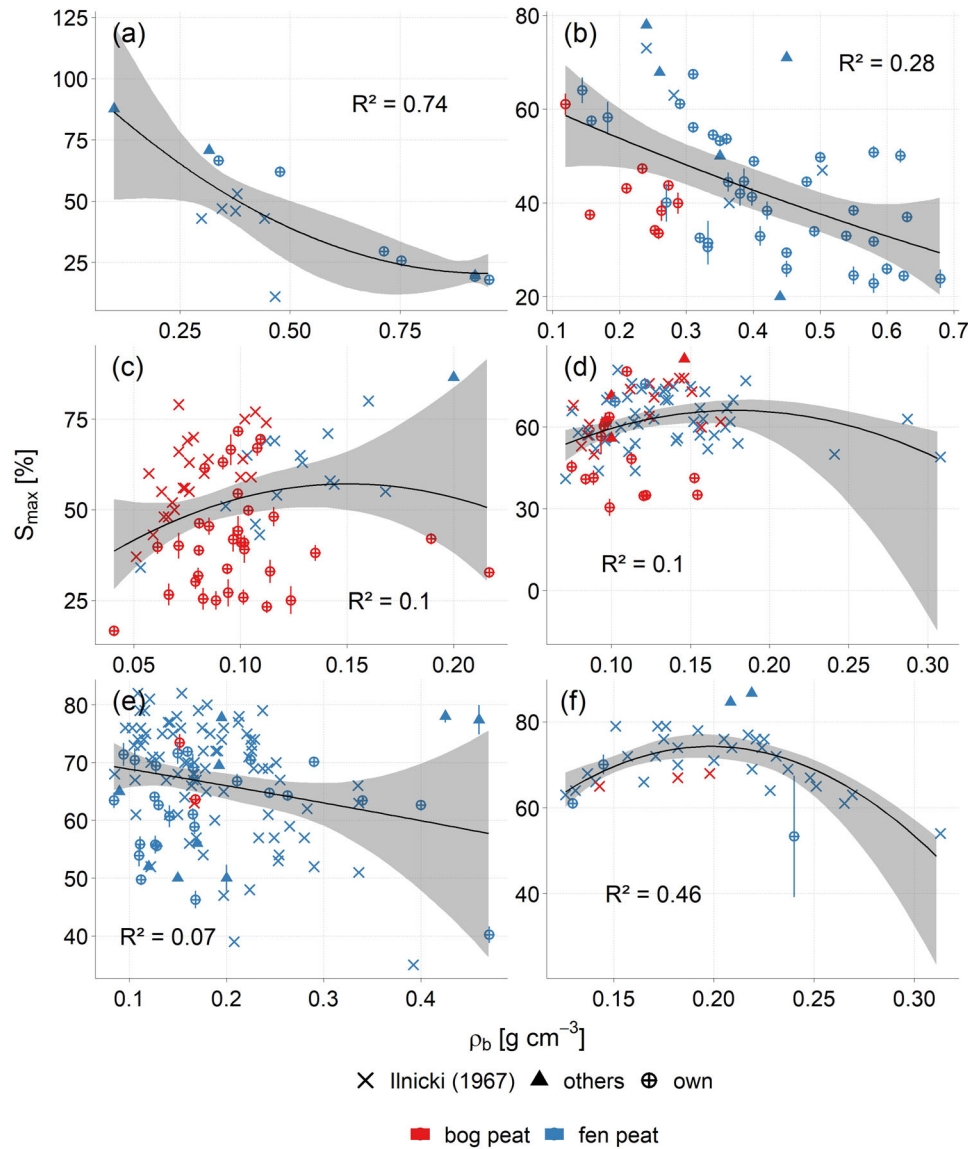 (a)
R² = 0.74
125
100
75
50
25
0.25 0.50 0.75
(b)
R² = 0.28
80
60
40
20
0.1 0.2 0.3 0.4 0.5 0.6 0.7
(c)
R² = 0.1
75
50
25
0.05 0.10 0.15 0.20
(d)
R² = 0.1
90
60
30
0
0.10 0.15 0.20 0.25 0.30
(e)
R² = 0.07
80
70
60
50
40
0.1 0.2 0.3 0.4
(f)
R² = 0.46
80
60
40
0.15 0.20 0.25 0.30
Smax [%]
ρb [g cm⁻³]
Ilnicki (1967) others own
bog peat fen peat